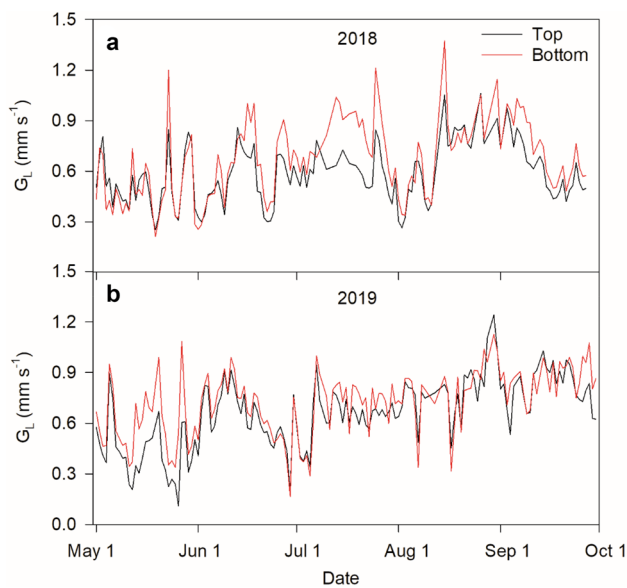 1.5
a
2018
Top
Bottom
1.2
0.9
0.6
0.3
G_L (mm s⁻¹)
1.5
b
2019
1.2
0.9
0.6
0.3
0.0
G_L (mm s⁻¹)
May 1 Jun 1 Jul 1 Aug 1 Sep 1 Oct 1
Date